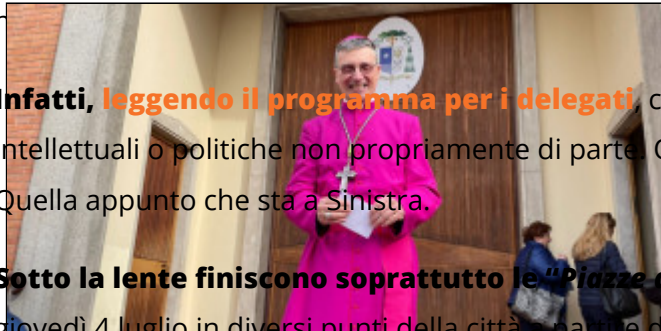 Infatti, leggendo il programma per i delegati, c
intellettuali o politiche non propriamente di parte.
Quella appunto che sta a Sinistra.
Sotto la lente finiscono soprattutto le "Piazze
giovedì 4 luglio in diversi punti della città